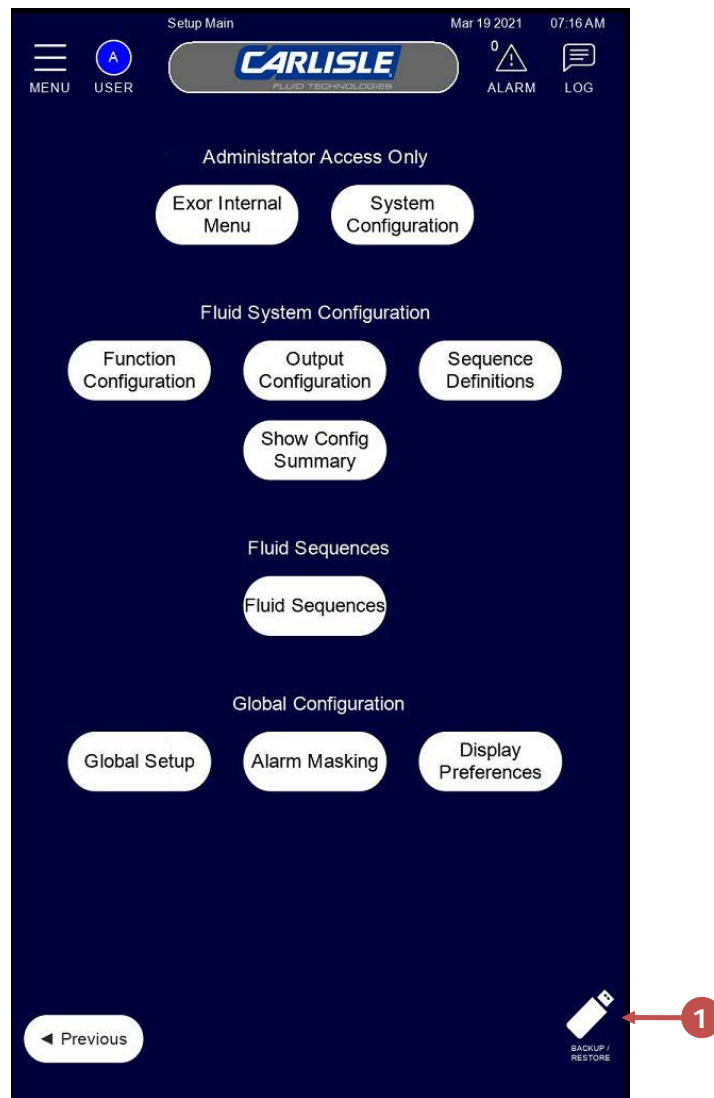 Setup Main
Mar 19 2021 07:16 AM
MENU
A
USER
CARLISLE
FLUID TECHNOLOGIES
0
ALARM
LOG
Administrator Access Only
Exor Internal
Menu
System
Configuration
Fluid System Configuration
Function
Configuration
Output
Configuration
Sequence
Definitions
Show Config
Summary
Fluid Sequences
Fluid Sequences
Global Configuration
Global Setup
Alarm Masking
Display
Preferences
◄ Previous
BACKUP /
RESTORE
1